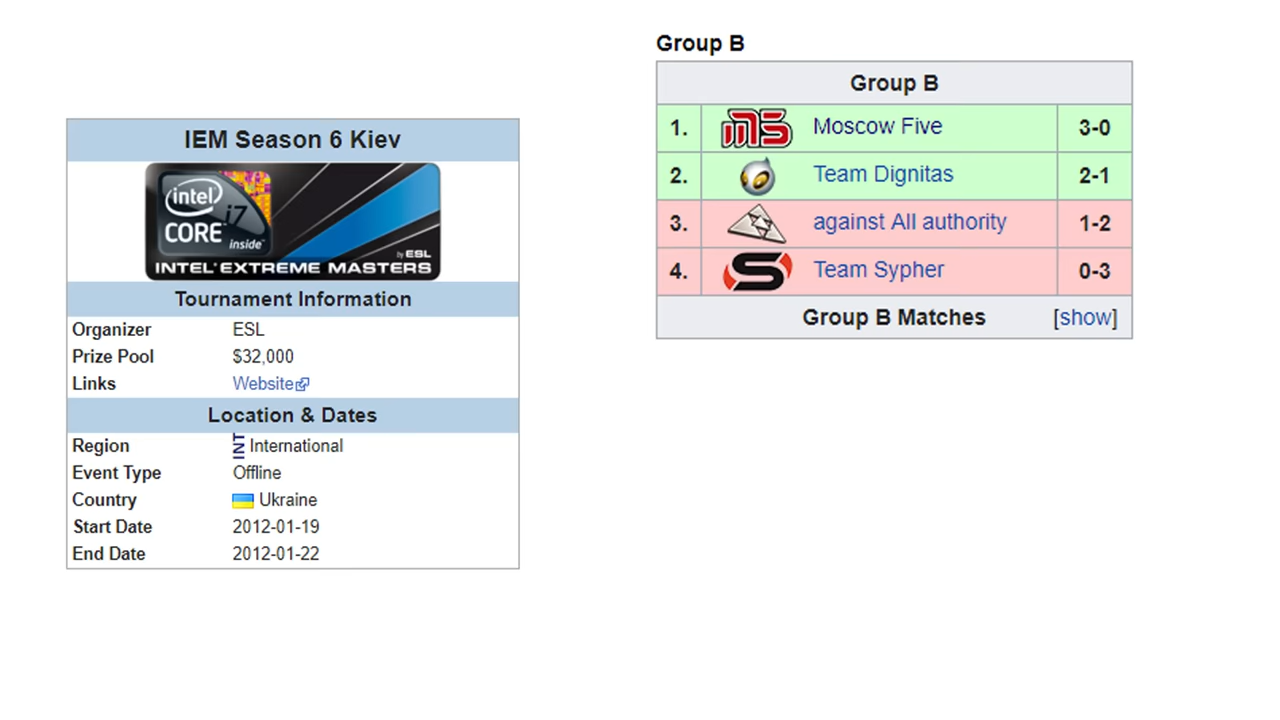 IEM Season 6 Kiev
intel
i7
CORE
inside™
by ESL
INTEL® EXTREME MASTERS
Tournament Information
Organizer ESL
Prize Pool $32,000
Links Website
Location & Dates
Region INT International
Event Type Offline
Country Ukraine
Start Date 2012-01-19
End Date 2012-01-22
Group B
Group B
1. M5 Moscow Five 3-0
2. Team Dignitas 2-1
3. against All authority 1-2
4. S Team Sypher 0-3
Group B Matches [show]